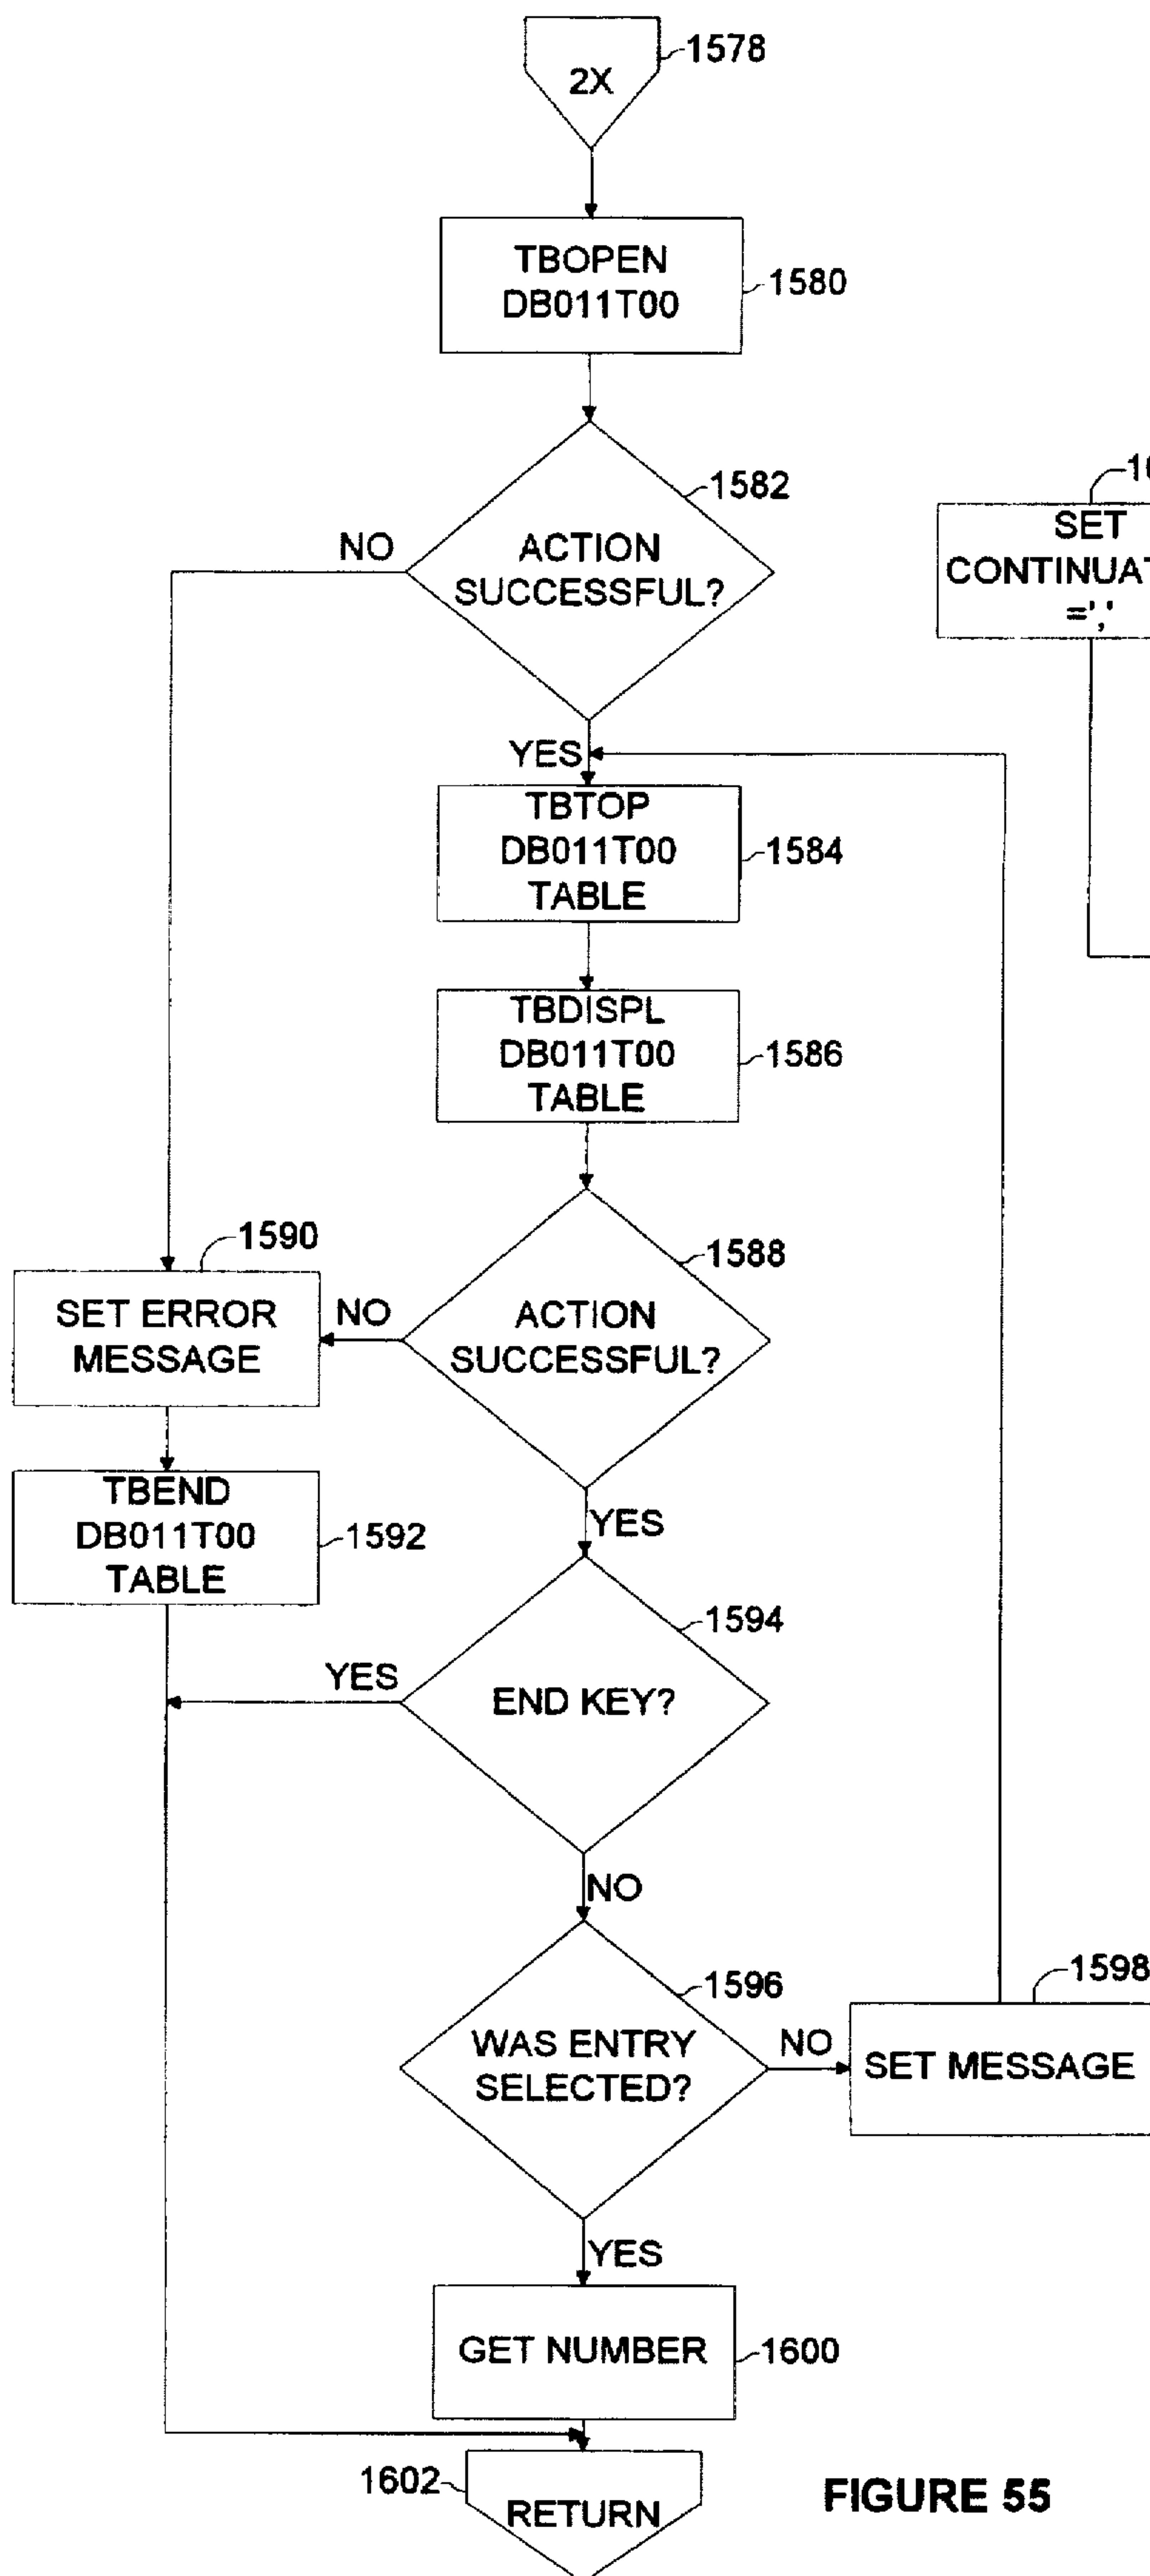 2X
1578
TBOPEN
DB011T00
1580
ACTION
SUCCESSFUL?
1582
NO
YES
SET
=','
TBTOP
DB011T00
TABLE
1584
TBDISPL
DB011T00
TABLE
1586
ACTION
SUCCESSFUL?
1588
NO
YES
1590
SET ERROR
MESSAGE
TBEND
DB011T00
TABLE
1592
END KEY?
1594
YES
NO
WAS ENTRY
SELECTED?
1596
NO
YES
1598
SET MESSAGE
GET NUMBER
1600
1602
RETURN
FIGURE 55